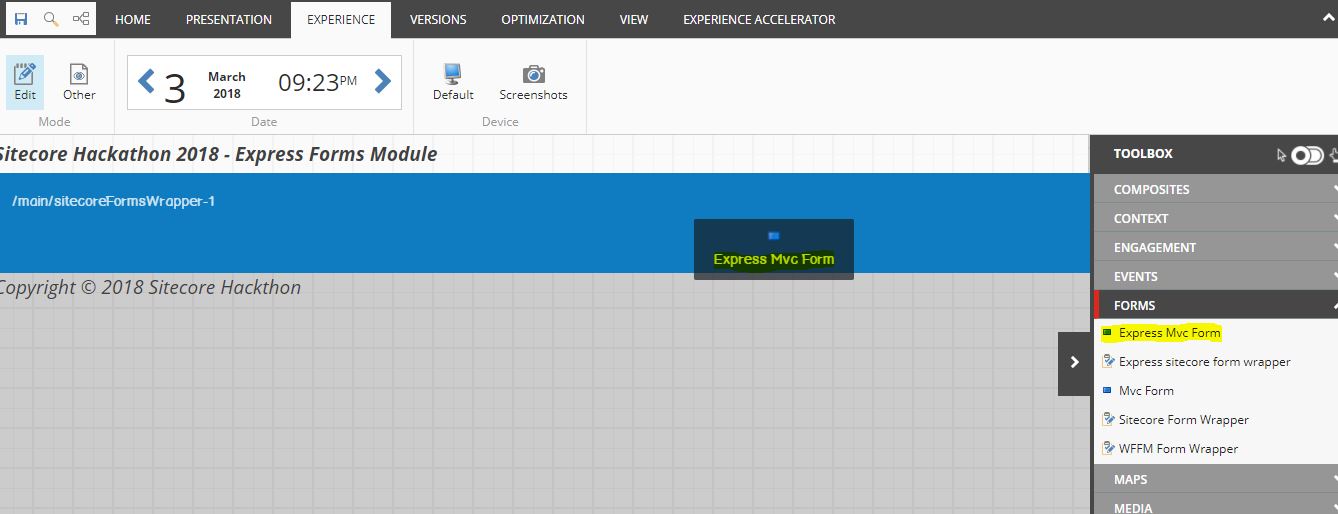 HOME PRESENTATION EXPERIENCE VERSIONS OPTIMIZATION VIEW EXPERIENCE ACCELERATOR
Edit Other
Mode
3 March 2018 09:23PM
Date
Default Screenshots
Device
Sitecore Hackathon 2018 - Express Forms Module
/main/sitecoreFormsWrapper-1
Express Mvc Form
Copyright © 2018 Sitecore Hackthon
TOOLBOX
COMPOSITES
CONTEXT
ENGAGEMENT
EVENTS
FORMS
Express Mvc Form
Express sitecore form wrapper
Mvc Form
Sitecore Form Wrapper
WFFM Form Wrapper
MAPS
MEDIA